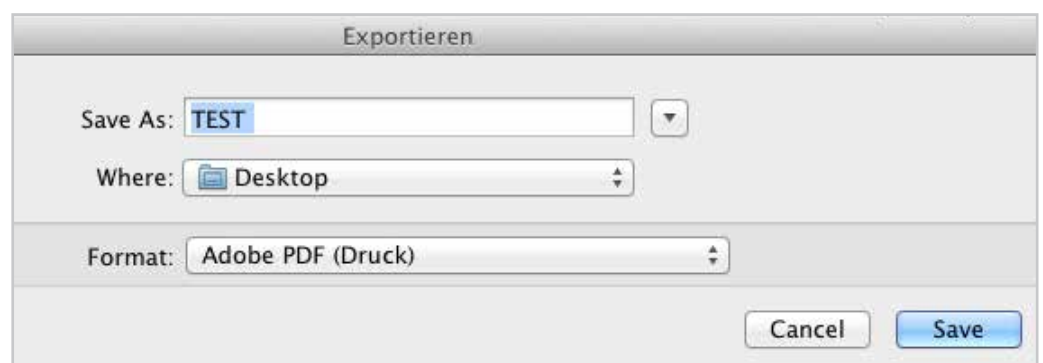 Exportieren
Save As: TEST
Where: Desktop
Format: Adobe PDF (Druck)
Cancel Save